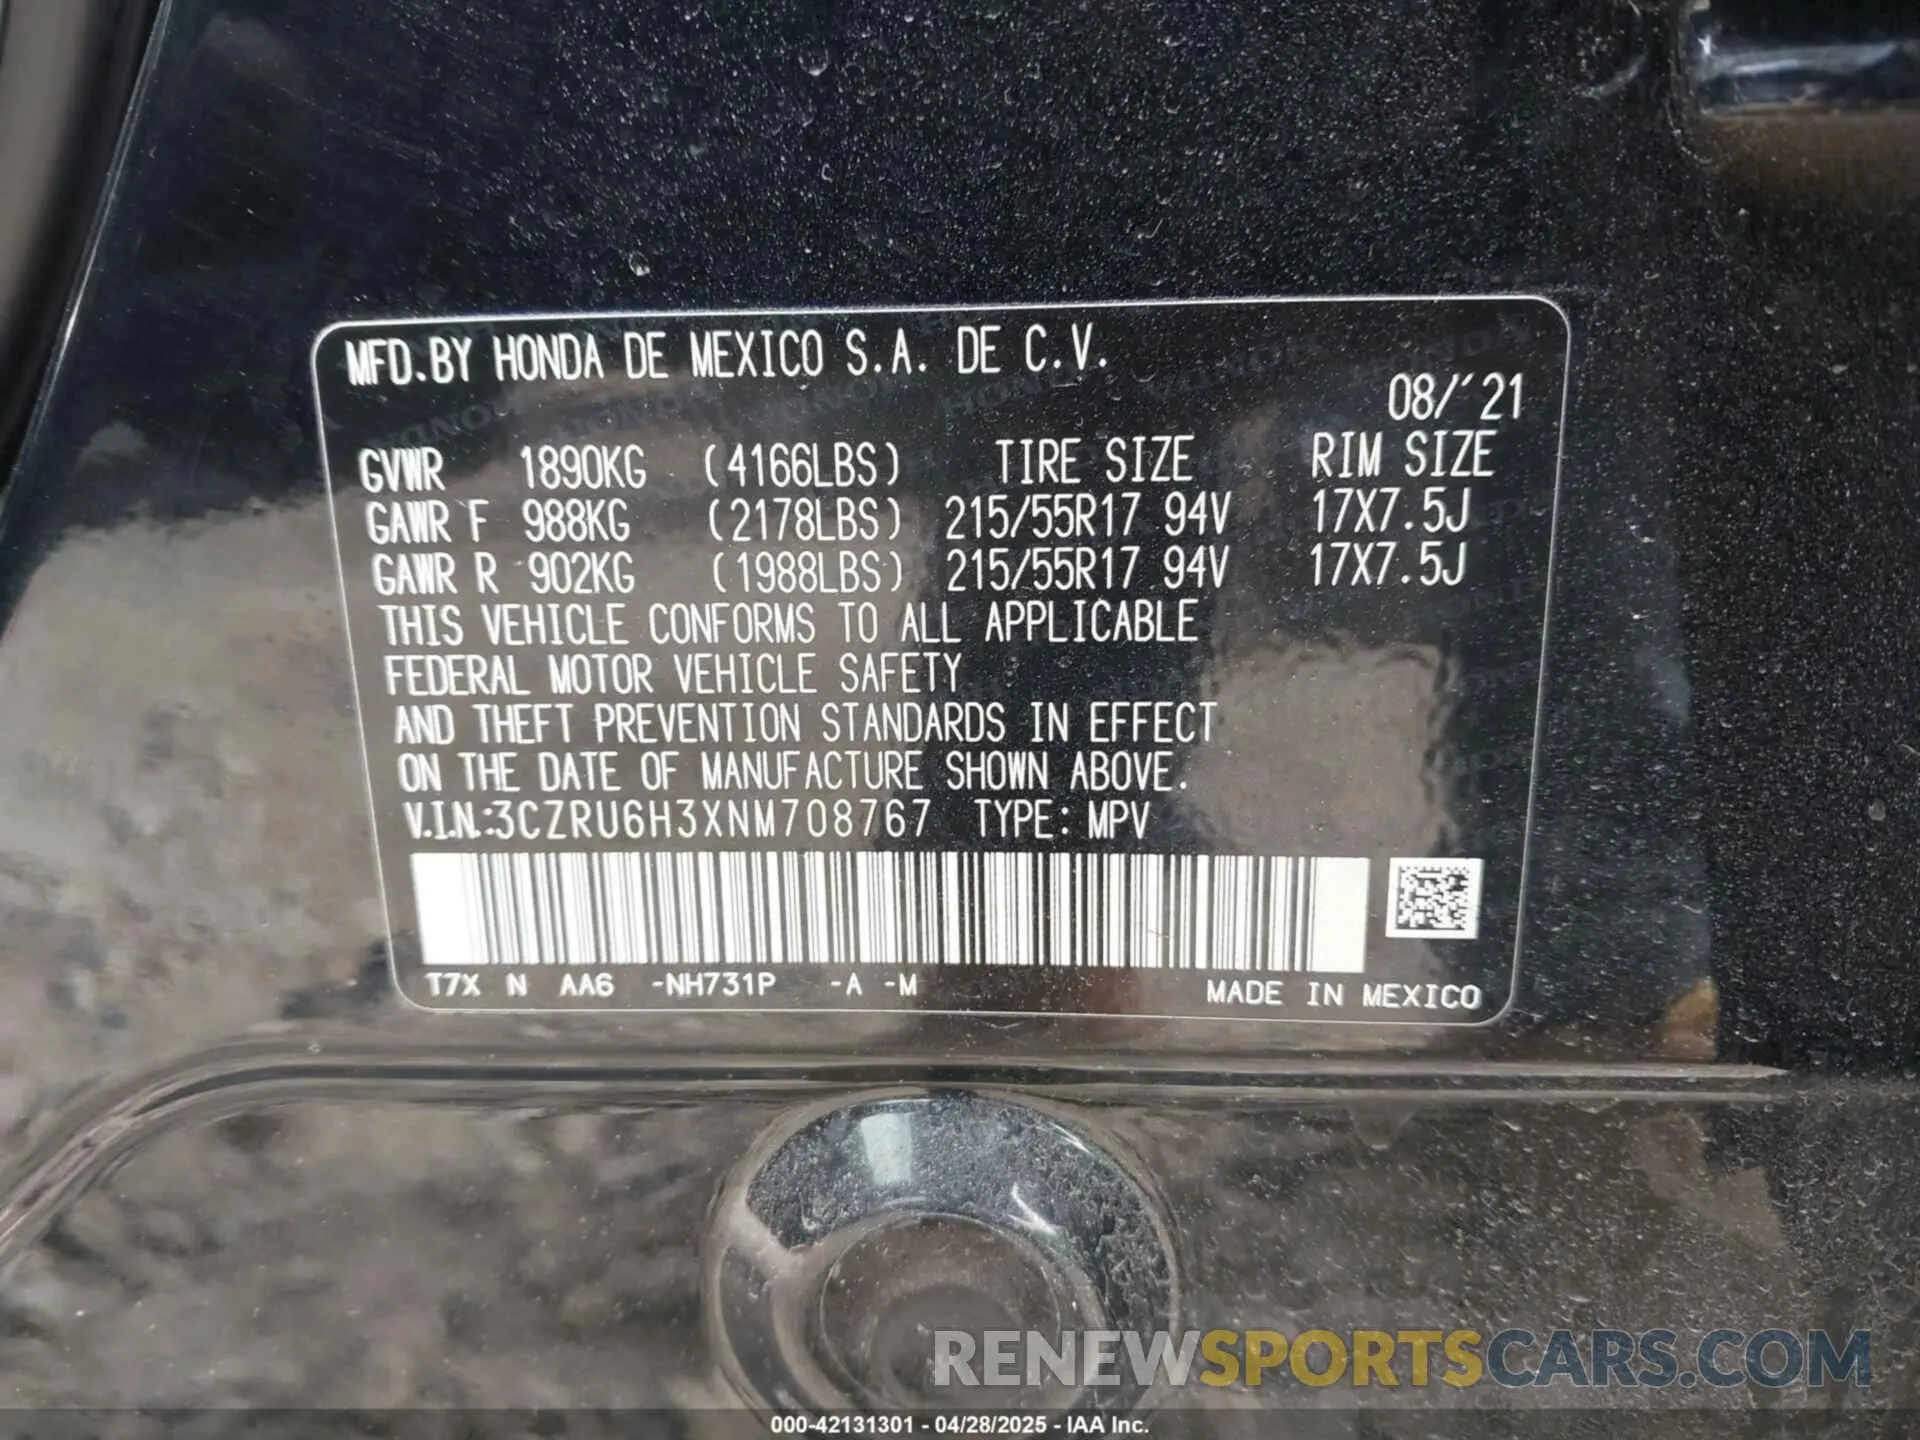 MFD.BY HONDA DE MEXICO S.A. DE C.V.
08/'21
GVWR 1890KG (4166LBS) TIRE SIZE RIM SIZE
GAWR F 988KG (2178LBS) 215/55R17 94V 17X7.5J
GAWR R 902KG (1988LBS) 215/55R17 94V 17X7.5J
THIS VEHICLE CONFORMS TO ALL APPLICABLE
FEDERAL MOTOR VEHICLE SAFETY
AND THEFT PREVENTION STANDARDS IN EFFECT
ON THE DATE OF MANUFACTURE SHOWN ABOVE.
V.I.N.:3CZRU6H3XNM708767 TYPE: MPV
T7X N AA6 -NH731P -A -M MADE IN MEXICO
RENEWSPORTSCARS.COM
000-42131301 - 04/28/2025 - IAA Inc.